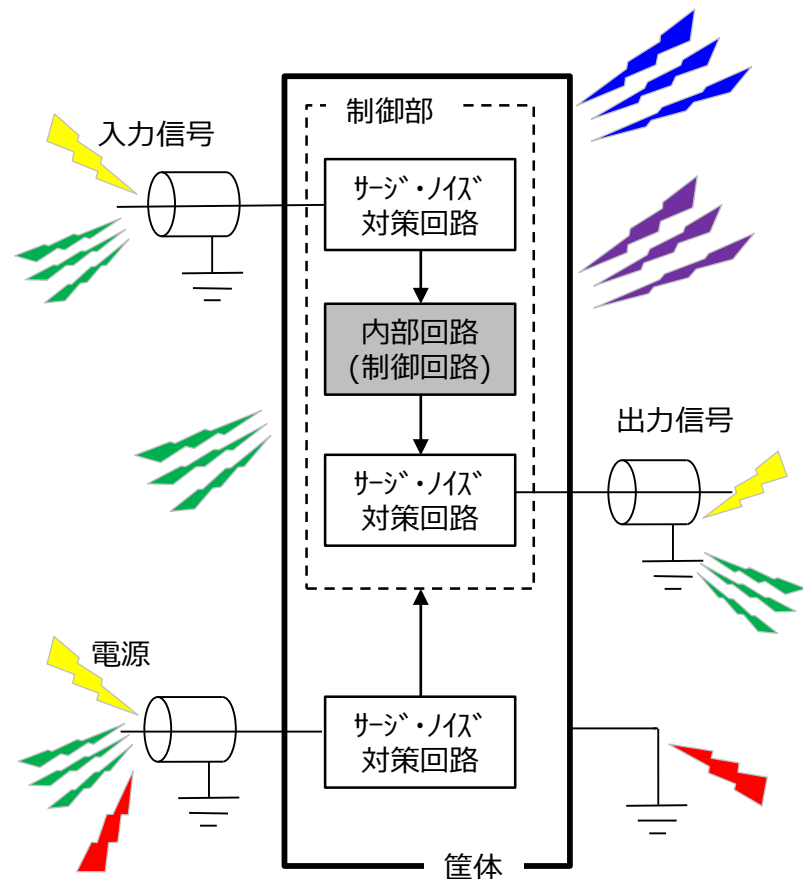 制御部
入力信号
ｻｰｼﾞ・ﾉｲｽﾞ
対策回路
内部回路
(制御回路)
出力信号
ｻｰｼﾞ・ﾉｲｽﾞ
対策回路
電源
ｻｰｼﾞ・ﾉｲｽﾞ
対策回路
筐体